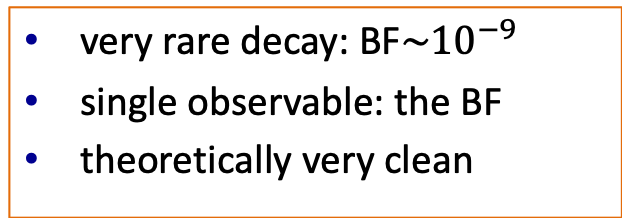 • very rare decay: BF~10⁻⁹
• single observable: the BF
• theoretically very clean